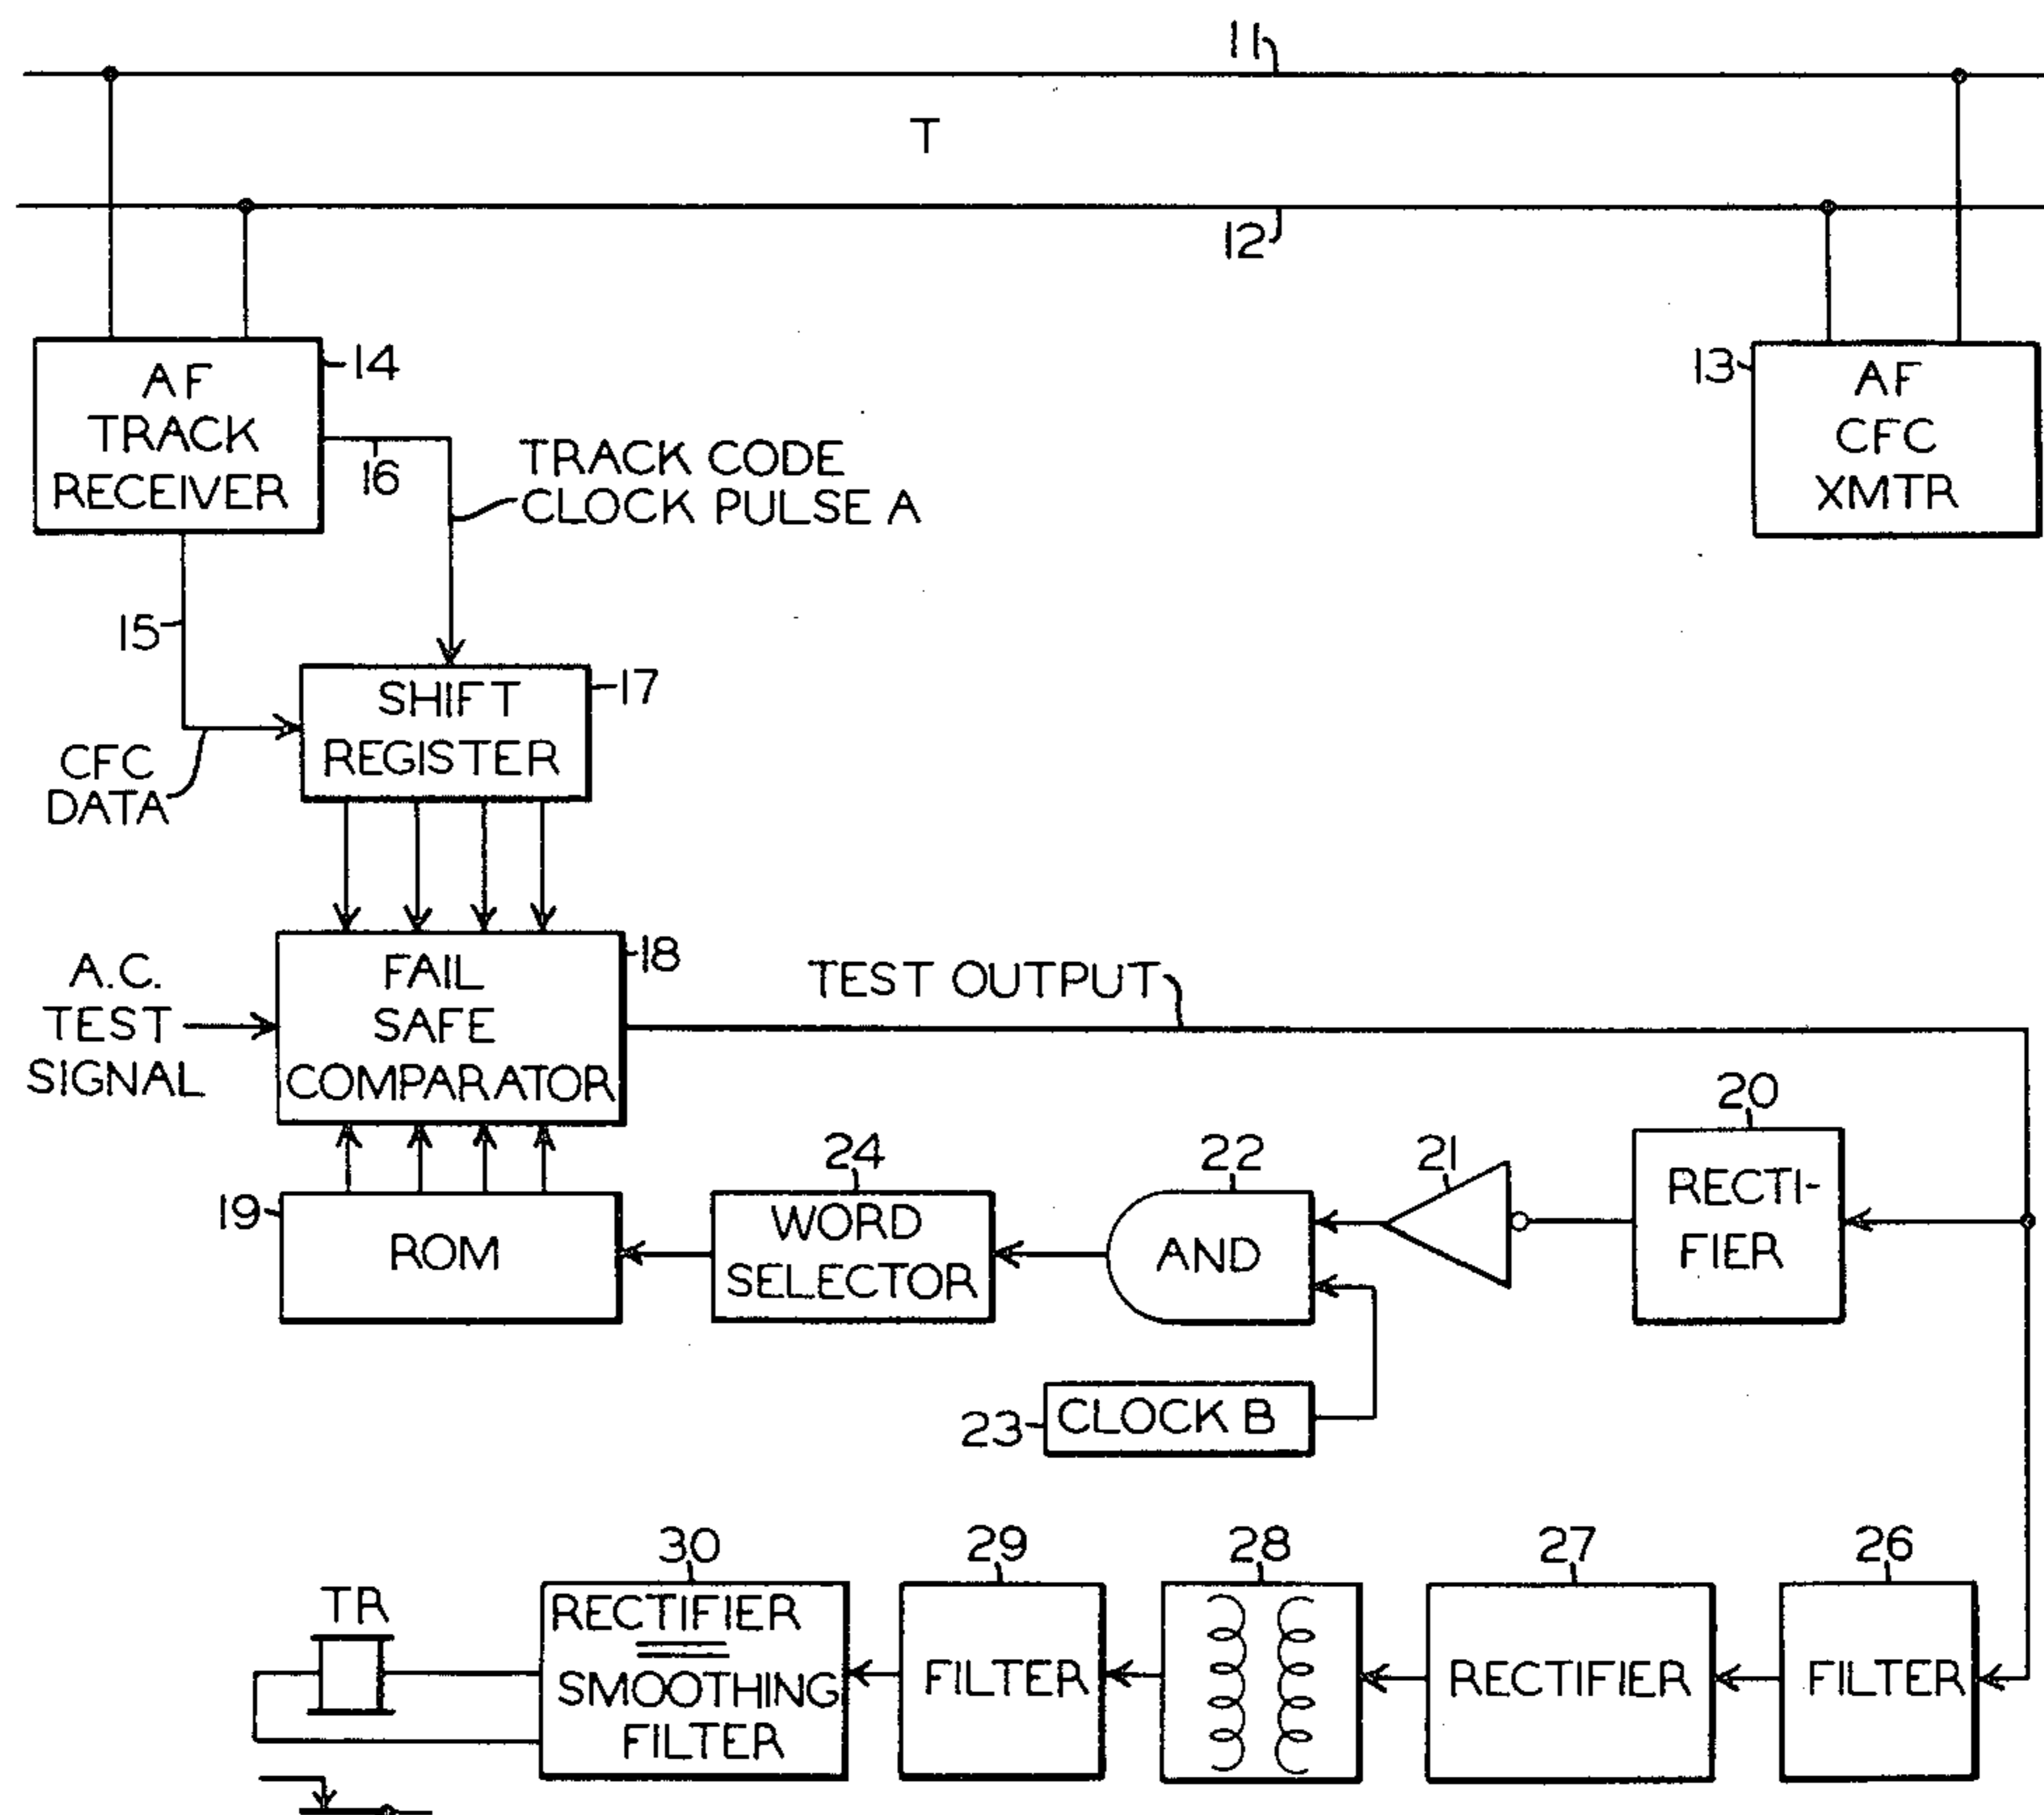 11
T
12
14
AF
TRACK
RECEIVER
13
AF
CFC
XMTR
16
TRACK CODE
CLOCK PULSE A
15
17
SHIFT
REGISTER
CFC
DATA
18
FAIL
SAFE
COMPARATOR
A.C.
TEST
SIGNAL
TEST OUTPUT
20
RECTI-
FIER
21
22
AND
24
WORD
SELECTOR
19
ROM
23
CLOCK B
30
RECTIFIER
SMOOTHING
FILTER
29
FILTER
28
27
RECTIFIER
26
FILTER
TR